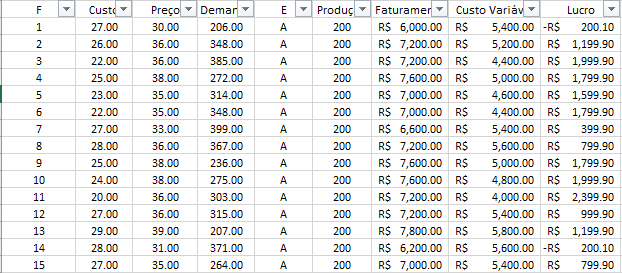 F Custo Preço Deman E Produç Faturamen Custo Variáv Lucro
1 27.00 30.00 206.00 A 200 R$ 6,000.00 R$ 5,400.00 -R$ 200.10
2 26.00 36.00 348.00 A 200 R$ 7,200.00 R$ 5,200.00 R$ 1,199.90
3 22.00 36.00 385.00 A 200 R$ 7,200.00 R$ 4,400.00 R$ 1,999.90
4 25.00 38.00 272.00 A 200 R$ 7,600.00 R$ 5,000.00 R$ 1,799.90
5 23.00 35.00 314.00 A 200 R$ 7,000.00 R$ 4,600.00 R$ 1,599.90
6 22.00 35.00 348.00 A 200 R$ 7,000.00 R$ 4,400.00 R$ 1,799.90
7 27.00 33.00 399.00 A 200 R$ 6,600.00 R$ 5,400.00 R$ 399.90
8 28.00 36.00 367.00 A 200 R$ 7,200.00 R$ 5,600.00 R$ 799.90
9 25.00 38.00 236.00 A 200 R$ 7,600.00 R$ 5,000.00 R$ 1,799.90
10 24.00 38.00 275.00 A 200 R$ 7,600.00 R$ 4,800.00 R$ 1,999.90
11 20.00 36.00 303.00 A 200 R$ 7,200.00 R$ 4,000.00 R$ 2,399.90
12 27.00 36.00 315.00 A 200 R$ 7,200.00 R$ 5,400.00 R$ 999.90
13 29.00 39.00 207.00 A 200 R$ 7,800.00 R$ 5,800.00 R$ 1,199.90
14 28.00 31.00 371.00 A 200 R$ 6,200.00 R$ 5,600.00 -R$ 200.10
15 27.00 35.00 264.00 A 200 R$ 7,000.00 R$ 5,400.00 R$ 799.90